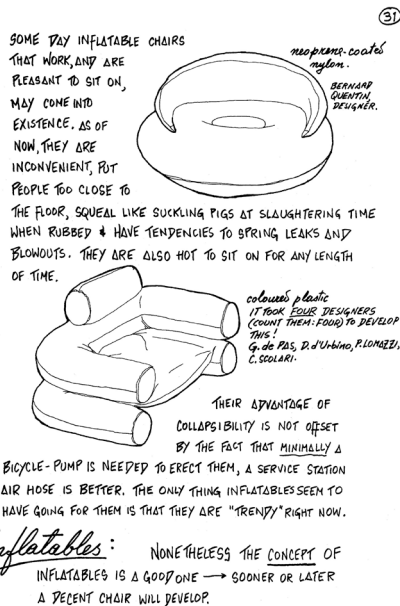 31
SOME DAY INFLATABLE CHAIRS
THAT WORK, AND ARE
PLEASANT TO SIT ON,
MAY COME INTO
EXISTENCE. AS OF
NOW, THEY ARE
INCONVENIENT, PUT
PEOPLE TOO CLOSE TO
THE FLOOR, SQUEAL LIKE SUCKLING PIGS AT SLAUGHTERING TIME
WHEN RUBBED & HAVE TENDENCIES TO SPRING LEAKS AND
BLOWOUTS. THEY ARE ALSO HOT TO SIT ON FOR ANY LENGTH
OF TIME.
neoprene-coated
nylon.
BERNARD
QUENTIN,
DESIGNER.
coloured plastic
IT TOOK FOUR DESIGNERS
(COUNT THEM: FOUR) TO DEVELOP
THIS!
G. de PAS, D. d'Urbino, P. LOMAZZI,
C. SCOLARI.
THEIR ADVANTAGE OF
COLLAPSIBILITY IS NOT OFFSET
BY THE FACT THAT MINIMALLY A
BICYCLE-PUMP IS NEEDED TO ERECT THEM, A SERVICE STATION
AIR HOSE IS BETTER. THE ONLY THING INFLATABLES SEEM TO
HAVE GOING FOR THEM IS THAT THEY ARE "TRENDY" RIGHT NOW.
nflatables:
NONETHELESS THE CONCEPT OF
INFLATABLES IS A GOOD ONE → SOONER OR LATER
A DECENT CHAIR WILL DEVELOP.